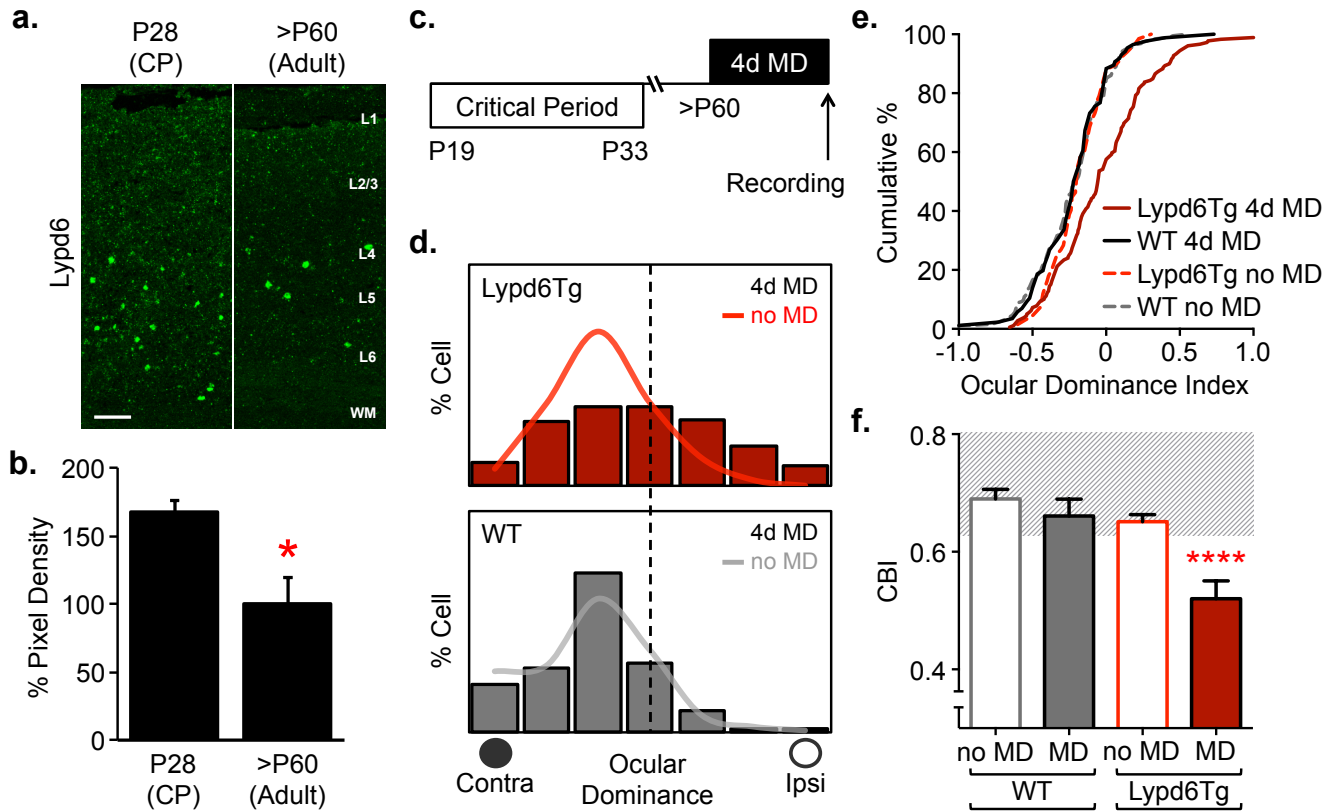 a.
P28
(CP)
>P60
(Adult)
Lypd6
L1
L2/3
L4
L5
L6
WM
b.
% Pixel Density
200
150
100
50
0
*
P28
(CP)
>P60
(Adult)
c.
4d MD
Critical Period
>P60
P19
P33
Recording
d.
Lypd6Tg
4d MD
no MD
% Cell
WT
4d MD
no MD
% Cell
Contra
Ocular
Dominance
Ipsi
e.
Cumulative %
100
80
60
40
20
0
Lypd6Tg 4d MD
WT 4d MD
Lypd6Tg no MD
WT no MD
-1.0
-0.5
0
0.5
1.0
Ocular Dominance Index
f.
CBI
0.8
0.6
0.4
****
no MD
MD
no MD
MD
WT
Lypd6Tg